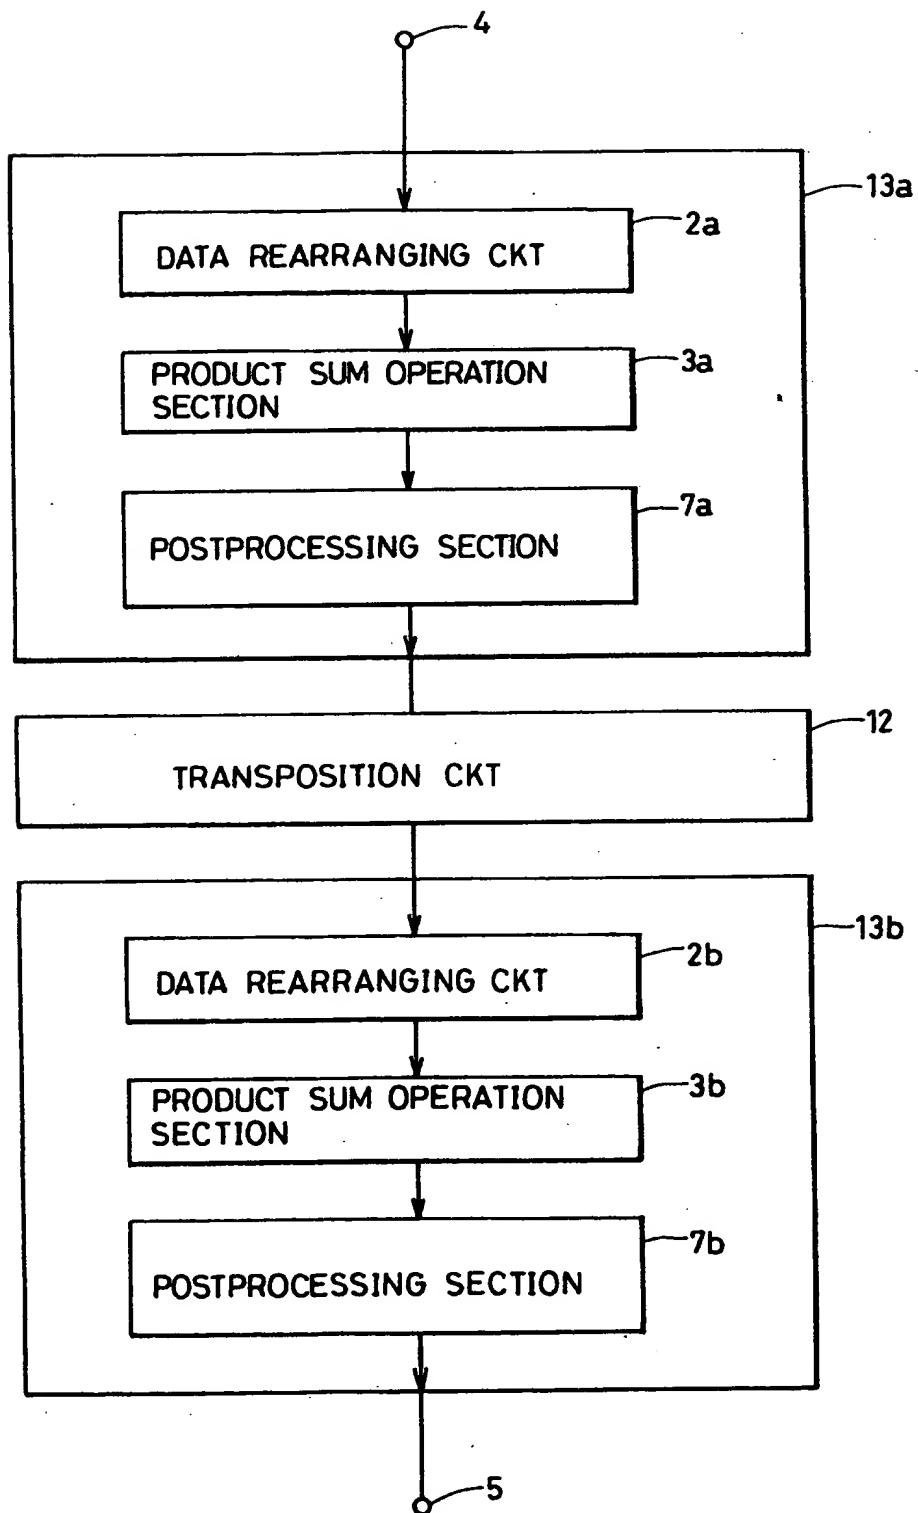 4
13a
2a
DATA REARRANGING CKT
3a
PRODUCT SUM OPERATION
SECTION
7a
POSTPROCESSING SECTION
12
TRANSPOSITION CKT
13b
2b
DATA REARRANGING CKT
3b
PRODUCT SUM OPERATION
SECTION
7b
POSTPROCESSING SECTION
5